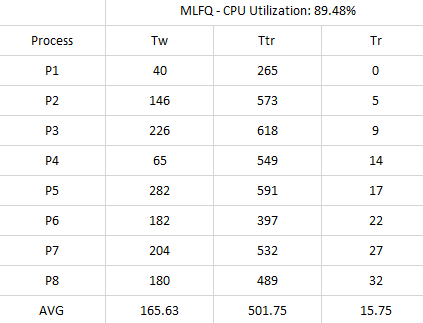 MLFQ - CPU Utilization: 89.48%
Process Tw Ttr Tr
P1 40 265 0
P2 146 573 5
P3 226 618 9
P4 65 549 14
P5 282 591 17
P6 182 397 22
P7 204 532 27
P8 180 489 32
AVG 165.63 501.75 15.75